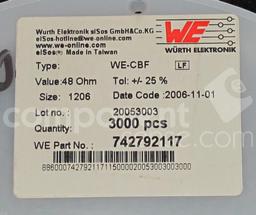 Würth Elektronik eiSos GmbH&Co.KG
eiSos-hotline@we-online.com
www.we-online.com
eiSos Made in Taiwan
WE
WÜRTH ELEKTRONIK
Type: WE-CBF LF
Value:48 Ohm Tol: +/- 25 %
Size: 1206 Date Code :2006-11-01
Lot-no.: 20053003
Quantity: 3000 pcs
WE Part No.: 742792117
8860007427921171150000200530030003000